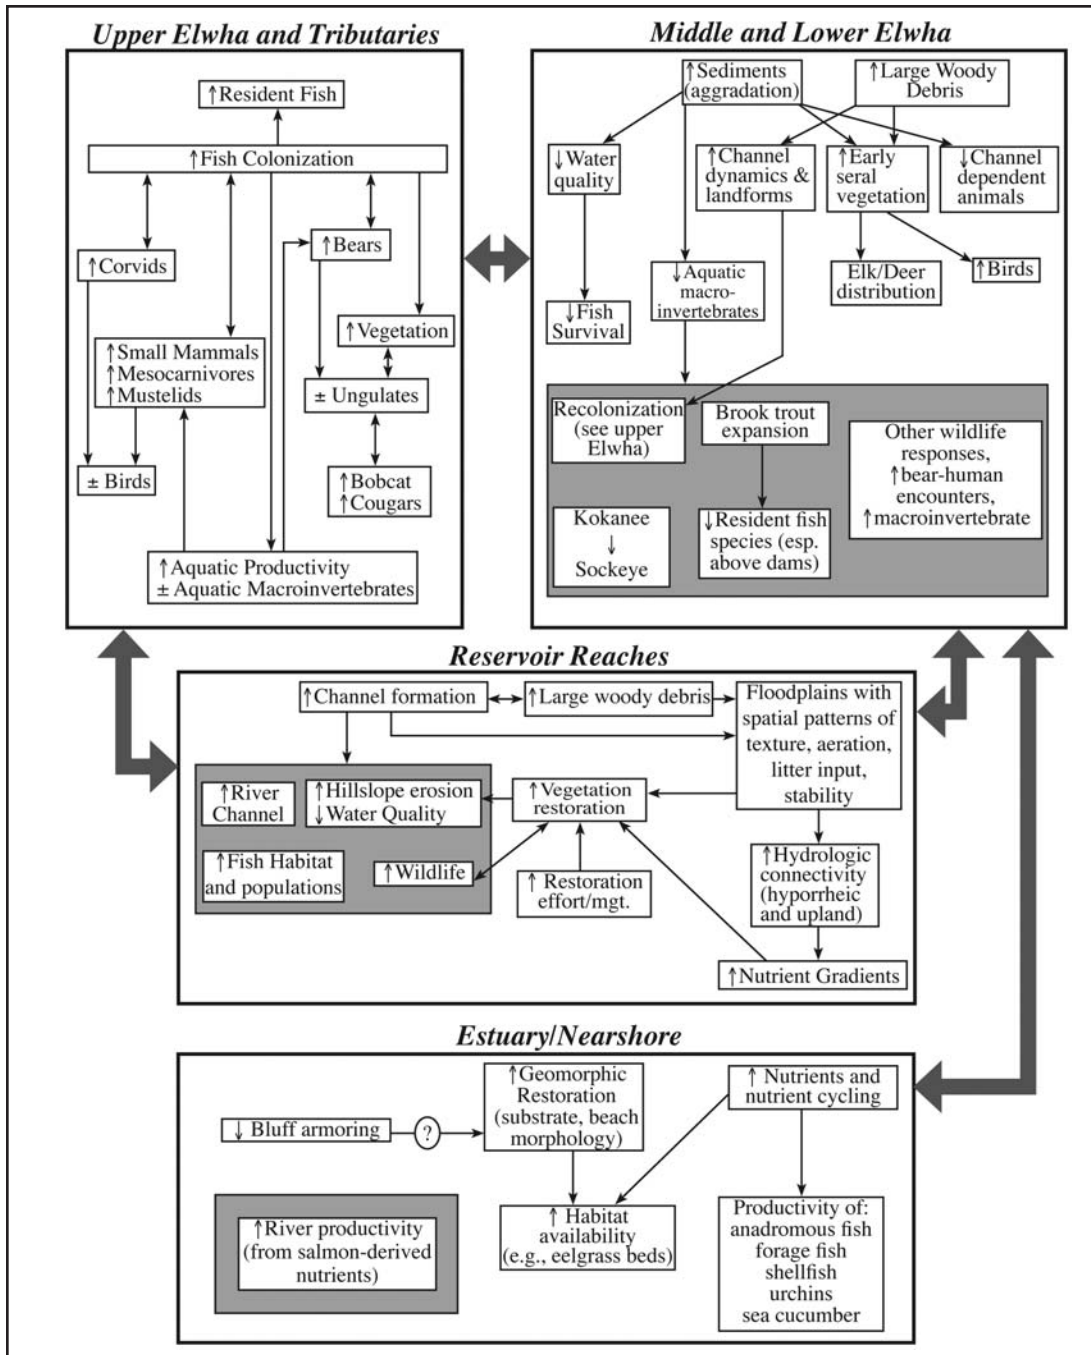 Upper Elwha and Tributaries
↑Resident Fish
↑Fish Colonization
↑Corvids
↑Bears
↑Vegetation
↑Small Mammals
↑Mesocarnivores
↑Mustelids
± Ungulates
± Birds
↑Bobcat
↑Cougars
↑Aquatic Productivity
± Aquatic Macroinvertebrates
Middle and Lower Elwha
↑Sediments
(aggradation)
↑Large Woody
Debris
↓Water
quality
↑Channel
dynamics &
landforms
↑Early
seral
vegetation
↓Channel
dependent
animals
↓Aquatic
macro-
invertebrates
Elk/Deer
distribution
↑Birds
↓Fish
Survival
Recolonization
(see upper
Elwha)
Brook trout
expansion
Other wildlife
responses,
↑bear-human
encounters,
↑macroinvertebrate
Kokanee
↓
Sockeye
↓Resident fish
species (esp.
above dams)
Reservoir Reaches
↑Channel formation
↑Large woody debris
Floodplains with
spatial patterns of
texture, aeration,
litter input,
stability
↑River
Channel
↑Hillslope erosion
↓Water Quality
↑Vegetation
restoration
↑Fish Habitat
and populations
↑Wildlife
↑ Restoration
effort/mgt.
↑Hydrologic
connectivity
(hyporrheic
and upland)
↑Nutrient Gradients
Estuary/Nearshore
↓ Bluff armoring
?
↑Geomorphic
Restoration
(substrate, beach
morphology)
↑ Nutrients and
nutrient cycling
↑River productivity
(from salmon-derived
nutrients)
↑ Habitat
availability
(e.g., eelgrass beds)
Productivity of:
anadromous fish
forage fish
shellfish
urchins
sea cucumber